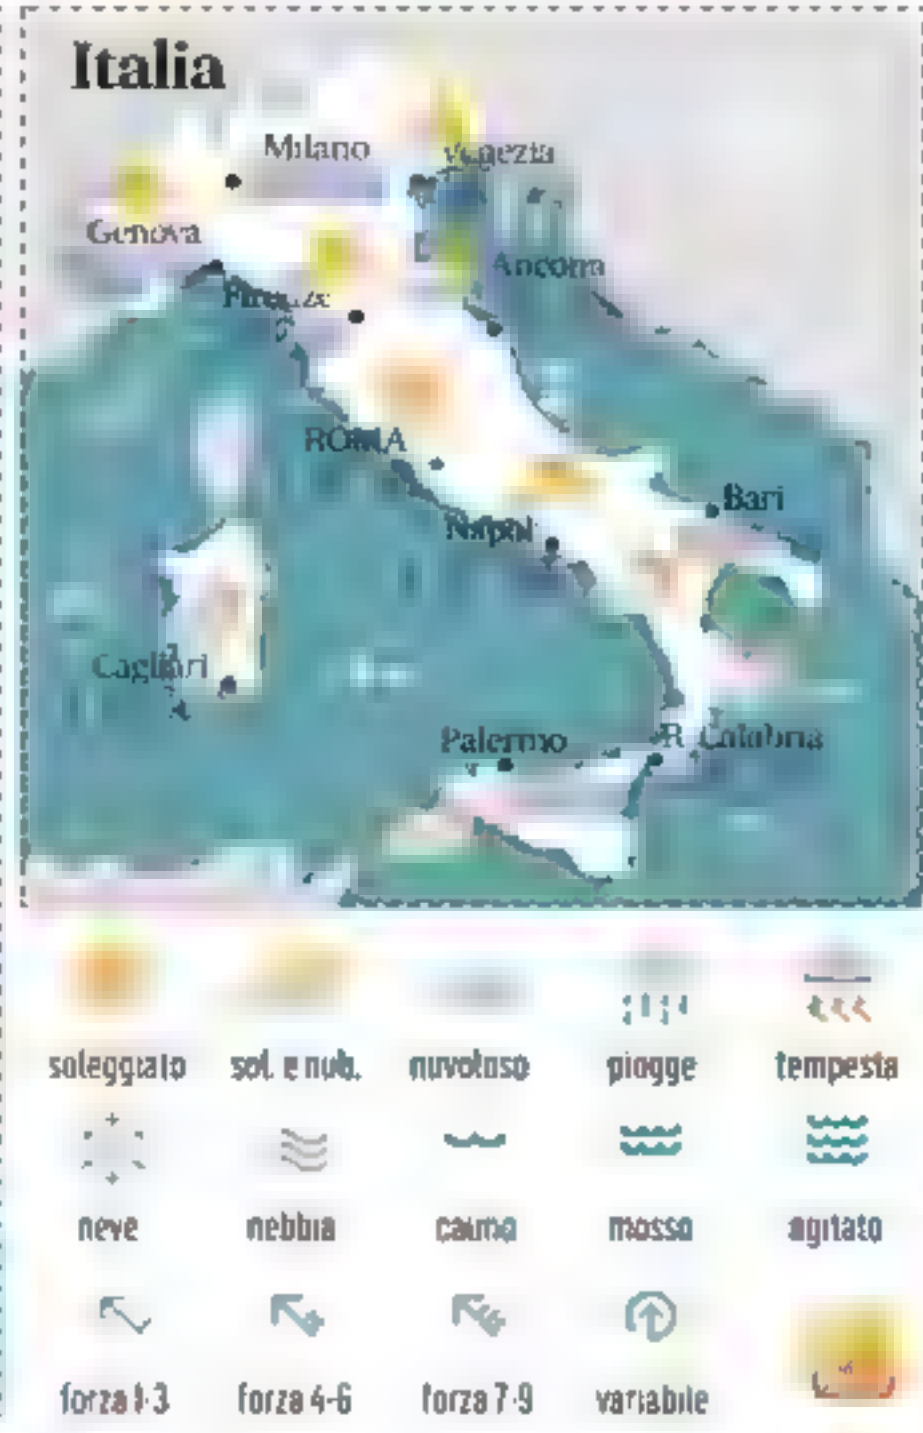 Italia
Milano
Venezia
Genova
Ancona
Firenze
ROMA
Bari
Napoli
Cagliari
Palermo
R. Calabria
soleggiato sol. e nub. nuvoloso piogge tempesta
neve nebbia calmo mosso agitato
forza 1-3 forza 4-6 forza 7-9 variabile